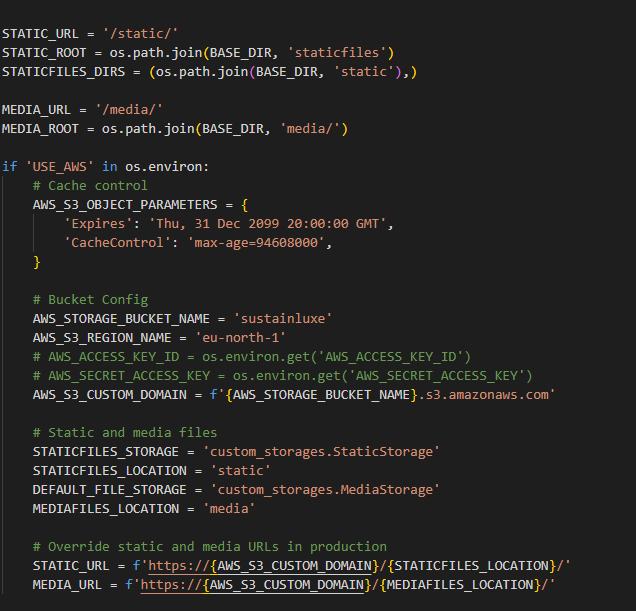 STATIC_URL = '/static/'
STATIC_ROOT = os.path.join(BASE_DIR, 'staticfiles')
STATICFILES_DIRS = (os.path.join(BASE_DIR, 'static'),)
MEDIA_URL = '/media/'
MEDIA_ROOT = os.path.join(BASE_DIR, 'media/')
if 'USE_AWS' in os.environ:
    # Cache control
    AWS_S3_OBJECT_PARAMETERS = {
        'Expires': 'Thu, 31 Dec 2099 20:00:00 GMT',
        'CacheControl': 'max-age=94608000',
    }
    # Bucket Config
    AWS_STORAGE_BUCKET_NAME = 'sustainluxe'
    AWS_S3_REGION_NAME = 'eu-north-1'
    # AWS_ACCESS_KEY_ID = os.environ.get('AWS_ACCESS_KEY_ID')
    # AWS_SECRET_ACCESS_KEY = os.environ.get('AWS_SECRET_ACCESS_KEY')
    AWS_S3_CUSTOM_DOMAIN = f'{AWS_STORAGE_BUCKET_NAME}.s3.amazonaws.com'
    # Static and media files
    STATICFILES_STORAGE = 'custom_storages.StaticStorage'
    STATICFILES_LOCATION = 'static'
    DEFAULT_FILE_STORAGE = 'custom_storages.MediaStorage'
    MEDIAFILES_LOCATION = 'media'
    # Override static and media URLs in production
    STATIC_URL = f'https://{AWS_S3_CUSTOM_DOMAIN}/{STATICFILES_LOCATION}/'
    MEDIA_URL = f'https://{AWS_S3_CUSTOM_DOMAIN}/{MEDIAFILES_LOCATION}/'